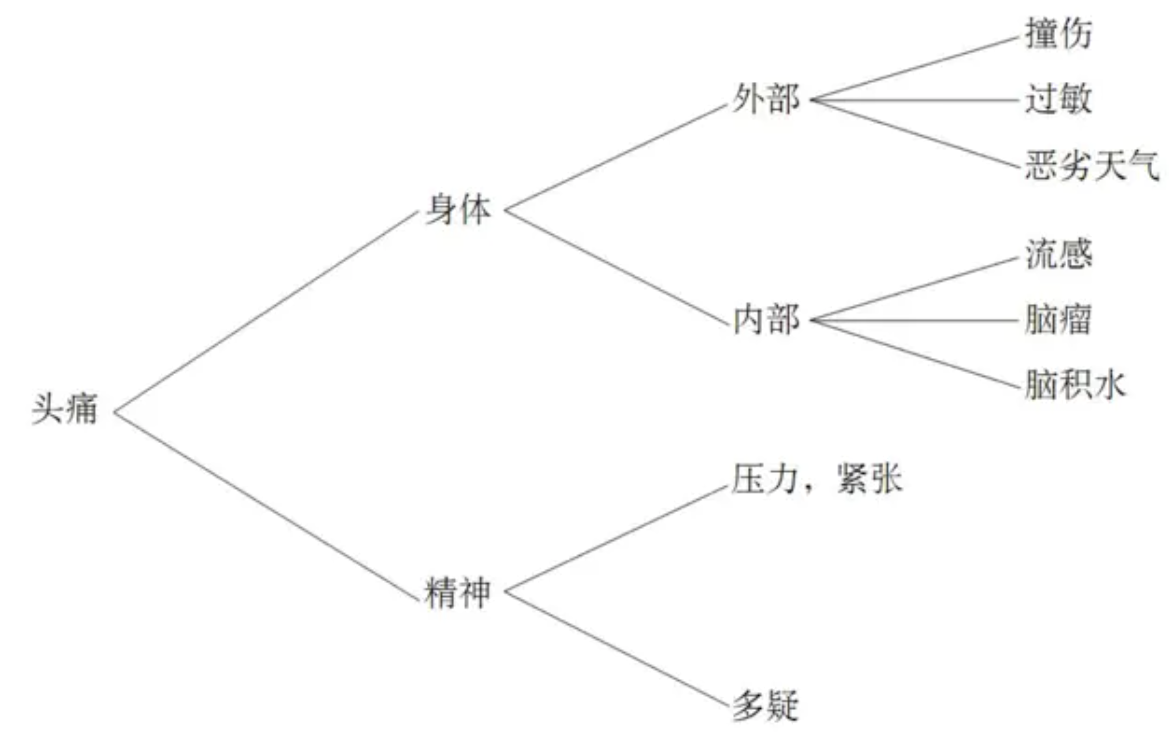 撞伤
外部
过敏
恶劣天气
身体
流感
内部
脑瘤
脑积水
头痛
压力，紧张
精神
多疑